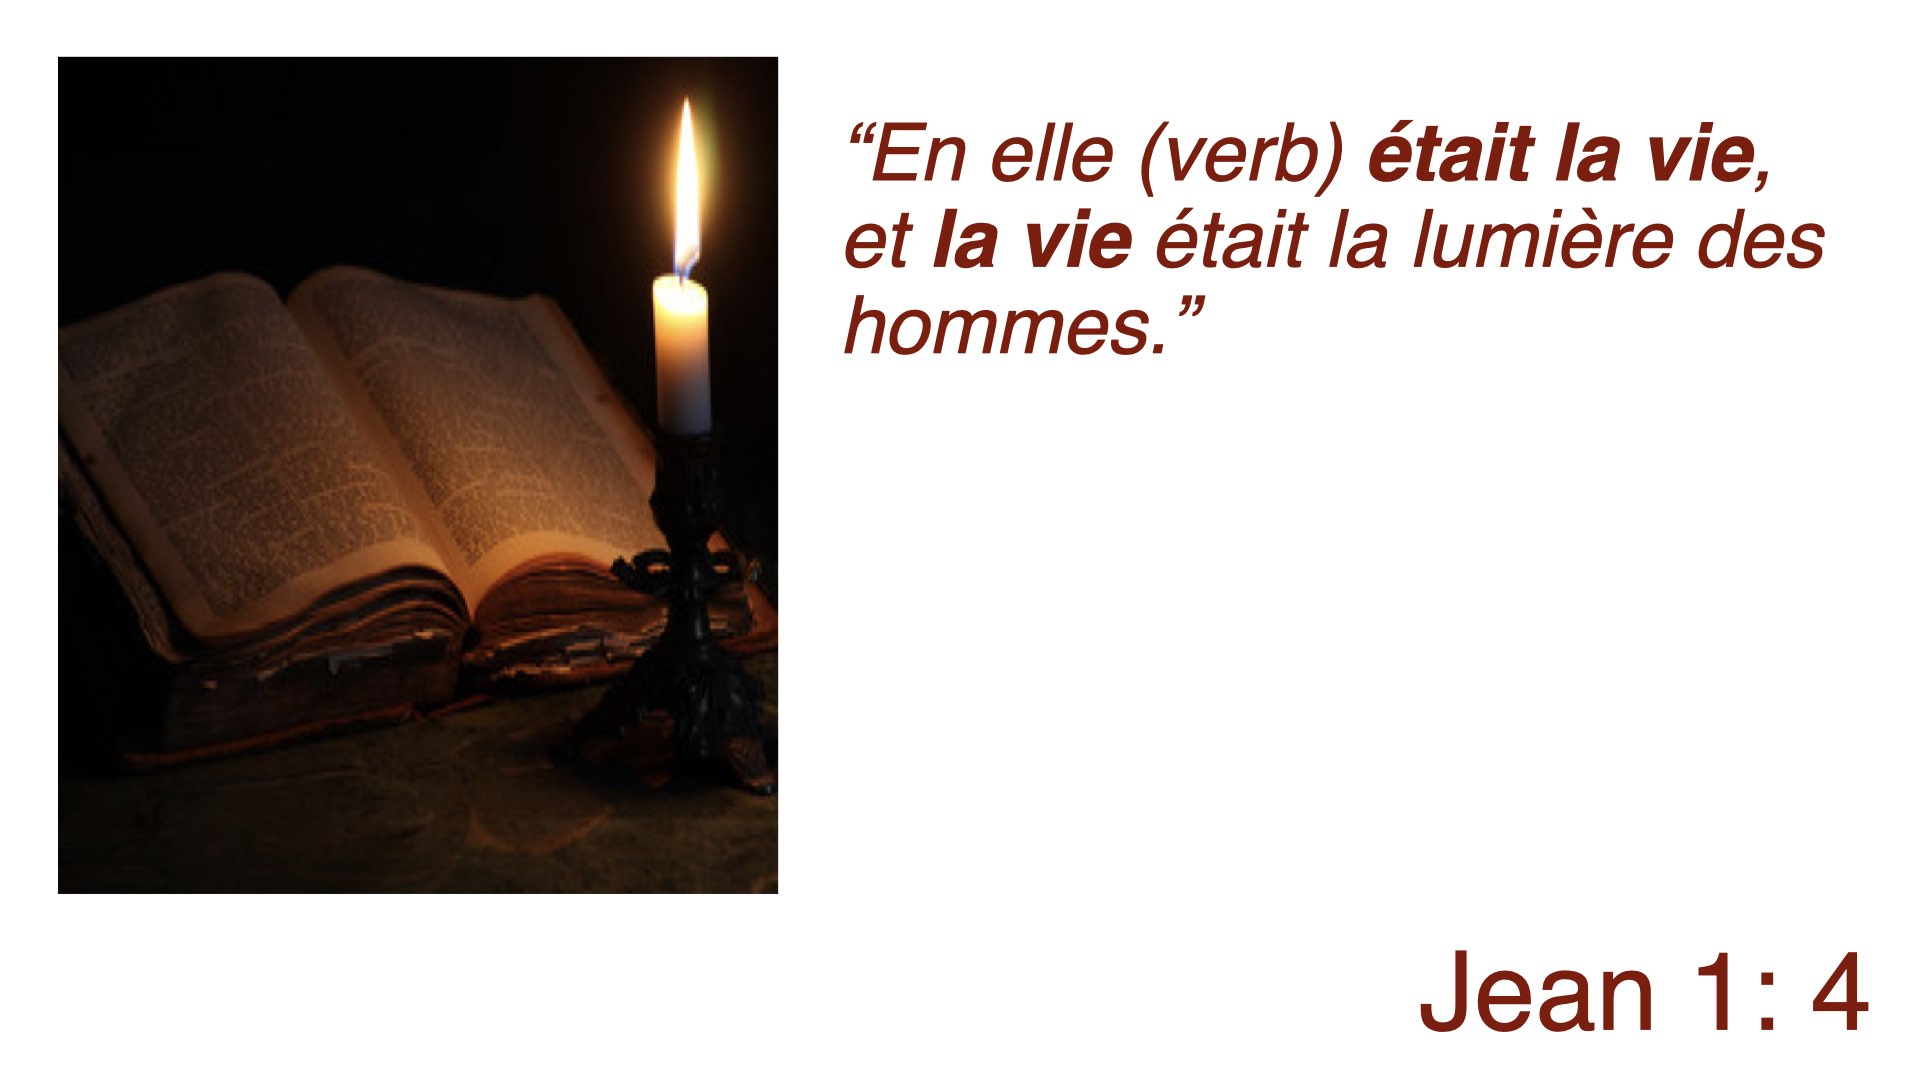 “En elle (verb) était la vie,
et la vie était la lumière des
hommes.”
Jean 1: 4